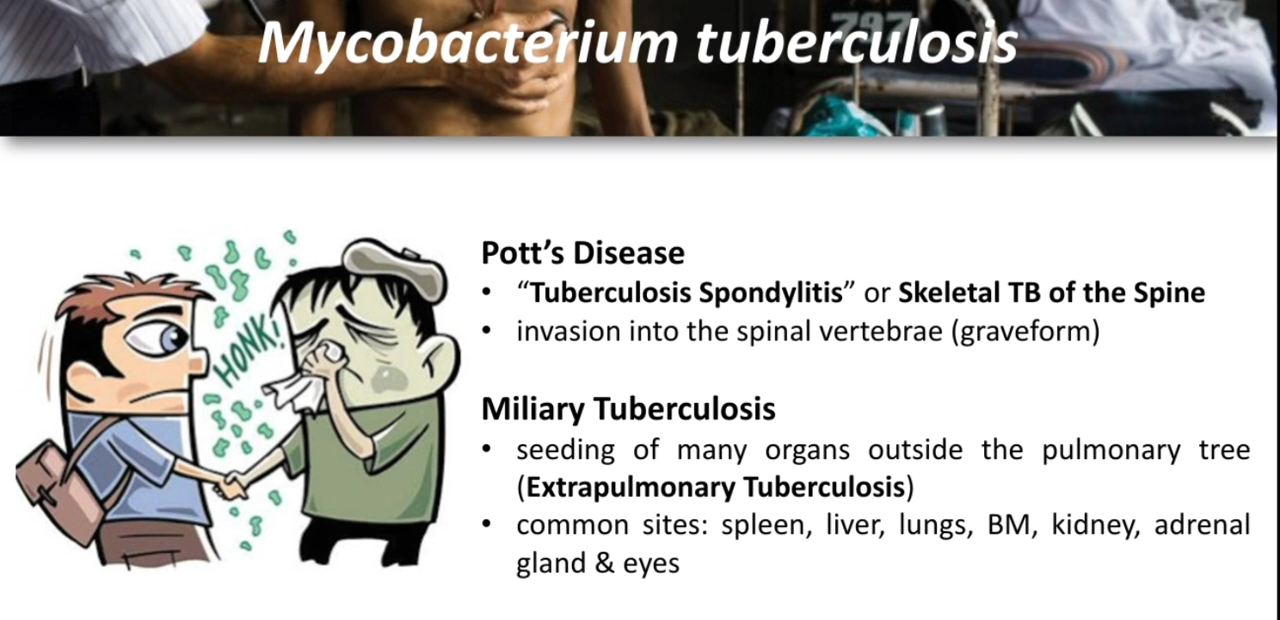 797
Mycobacterium tuberculosis
HONK!
Pott’s Disease
• “Tuberculosis Spondylitis” or Skeletal TB of the Spine
• invasion into the spinal vertebrae (graveform)
Miliary Tuberculosis
• seeding of many organs outside the pulmonary tree
(Extrapulmonary Tuberculosis)
• common sites: spleen, liver, lungs, BM, kidney, adrenal
gland & eyes